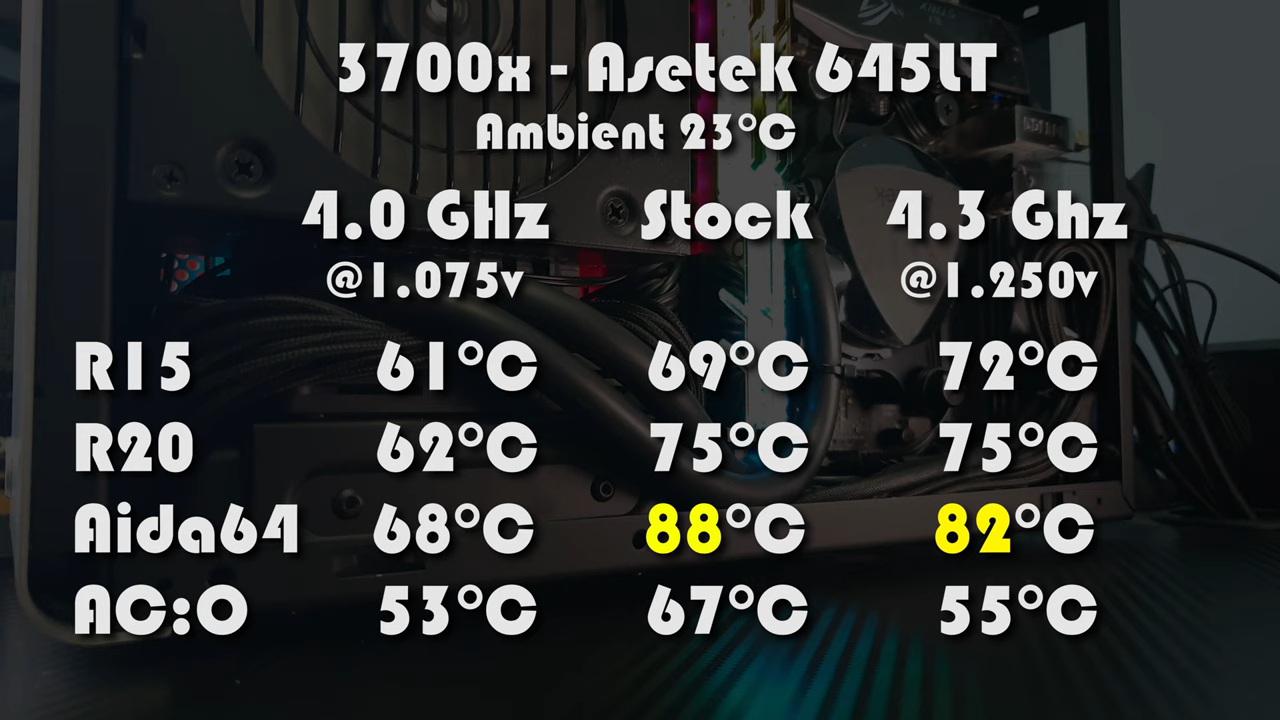 3700x - Asetek 645LT
Ambient 23°C
4.0 GHz Stock 4.3 Ghz
@1.075v @1.250v
R15 61°C 69°C 72°C
R20 62°C 75°C 75°C
Aida64 68°C 88°C 82°C
AC:O 53°C 67°C 55°C